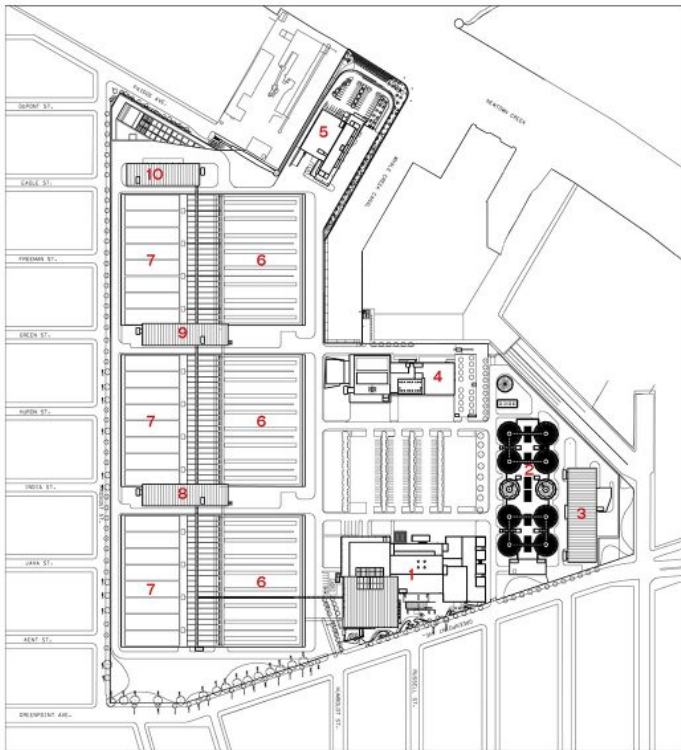 DUPONT ST.
PAIDGE AVE.
NEWTOWN CREEK
5
WHALE CREEK CANAL
10
EAGLE ST.
7
6
FREEMAN ST.
9
GREEN ST.
4
7
6
HURON ST.
2
8
INDIA ST.
3
1
7
6
JAVA ST.
GREENPOINT AVE.
KENT ST.
HUMBOLDT ST.
RUSSELL ST.
GREENPOINT AVE.